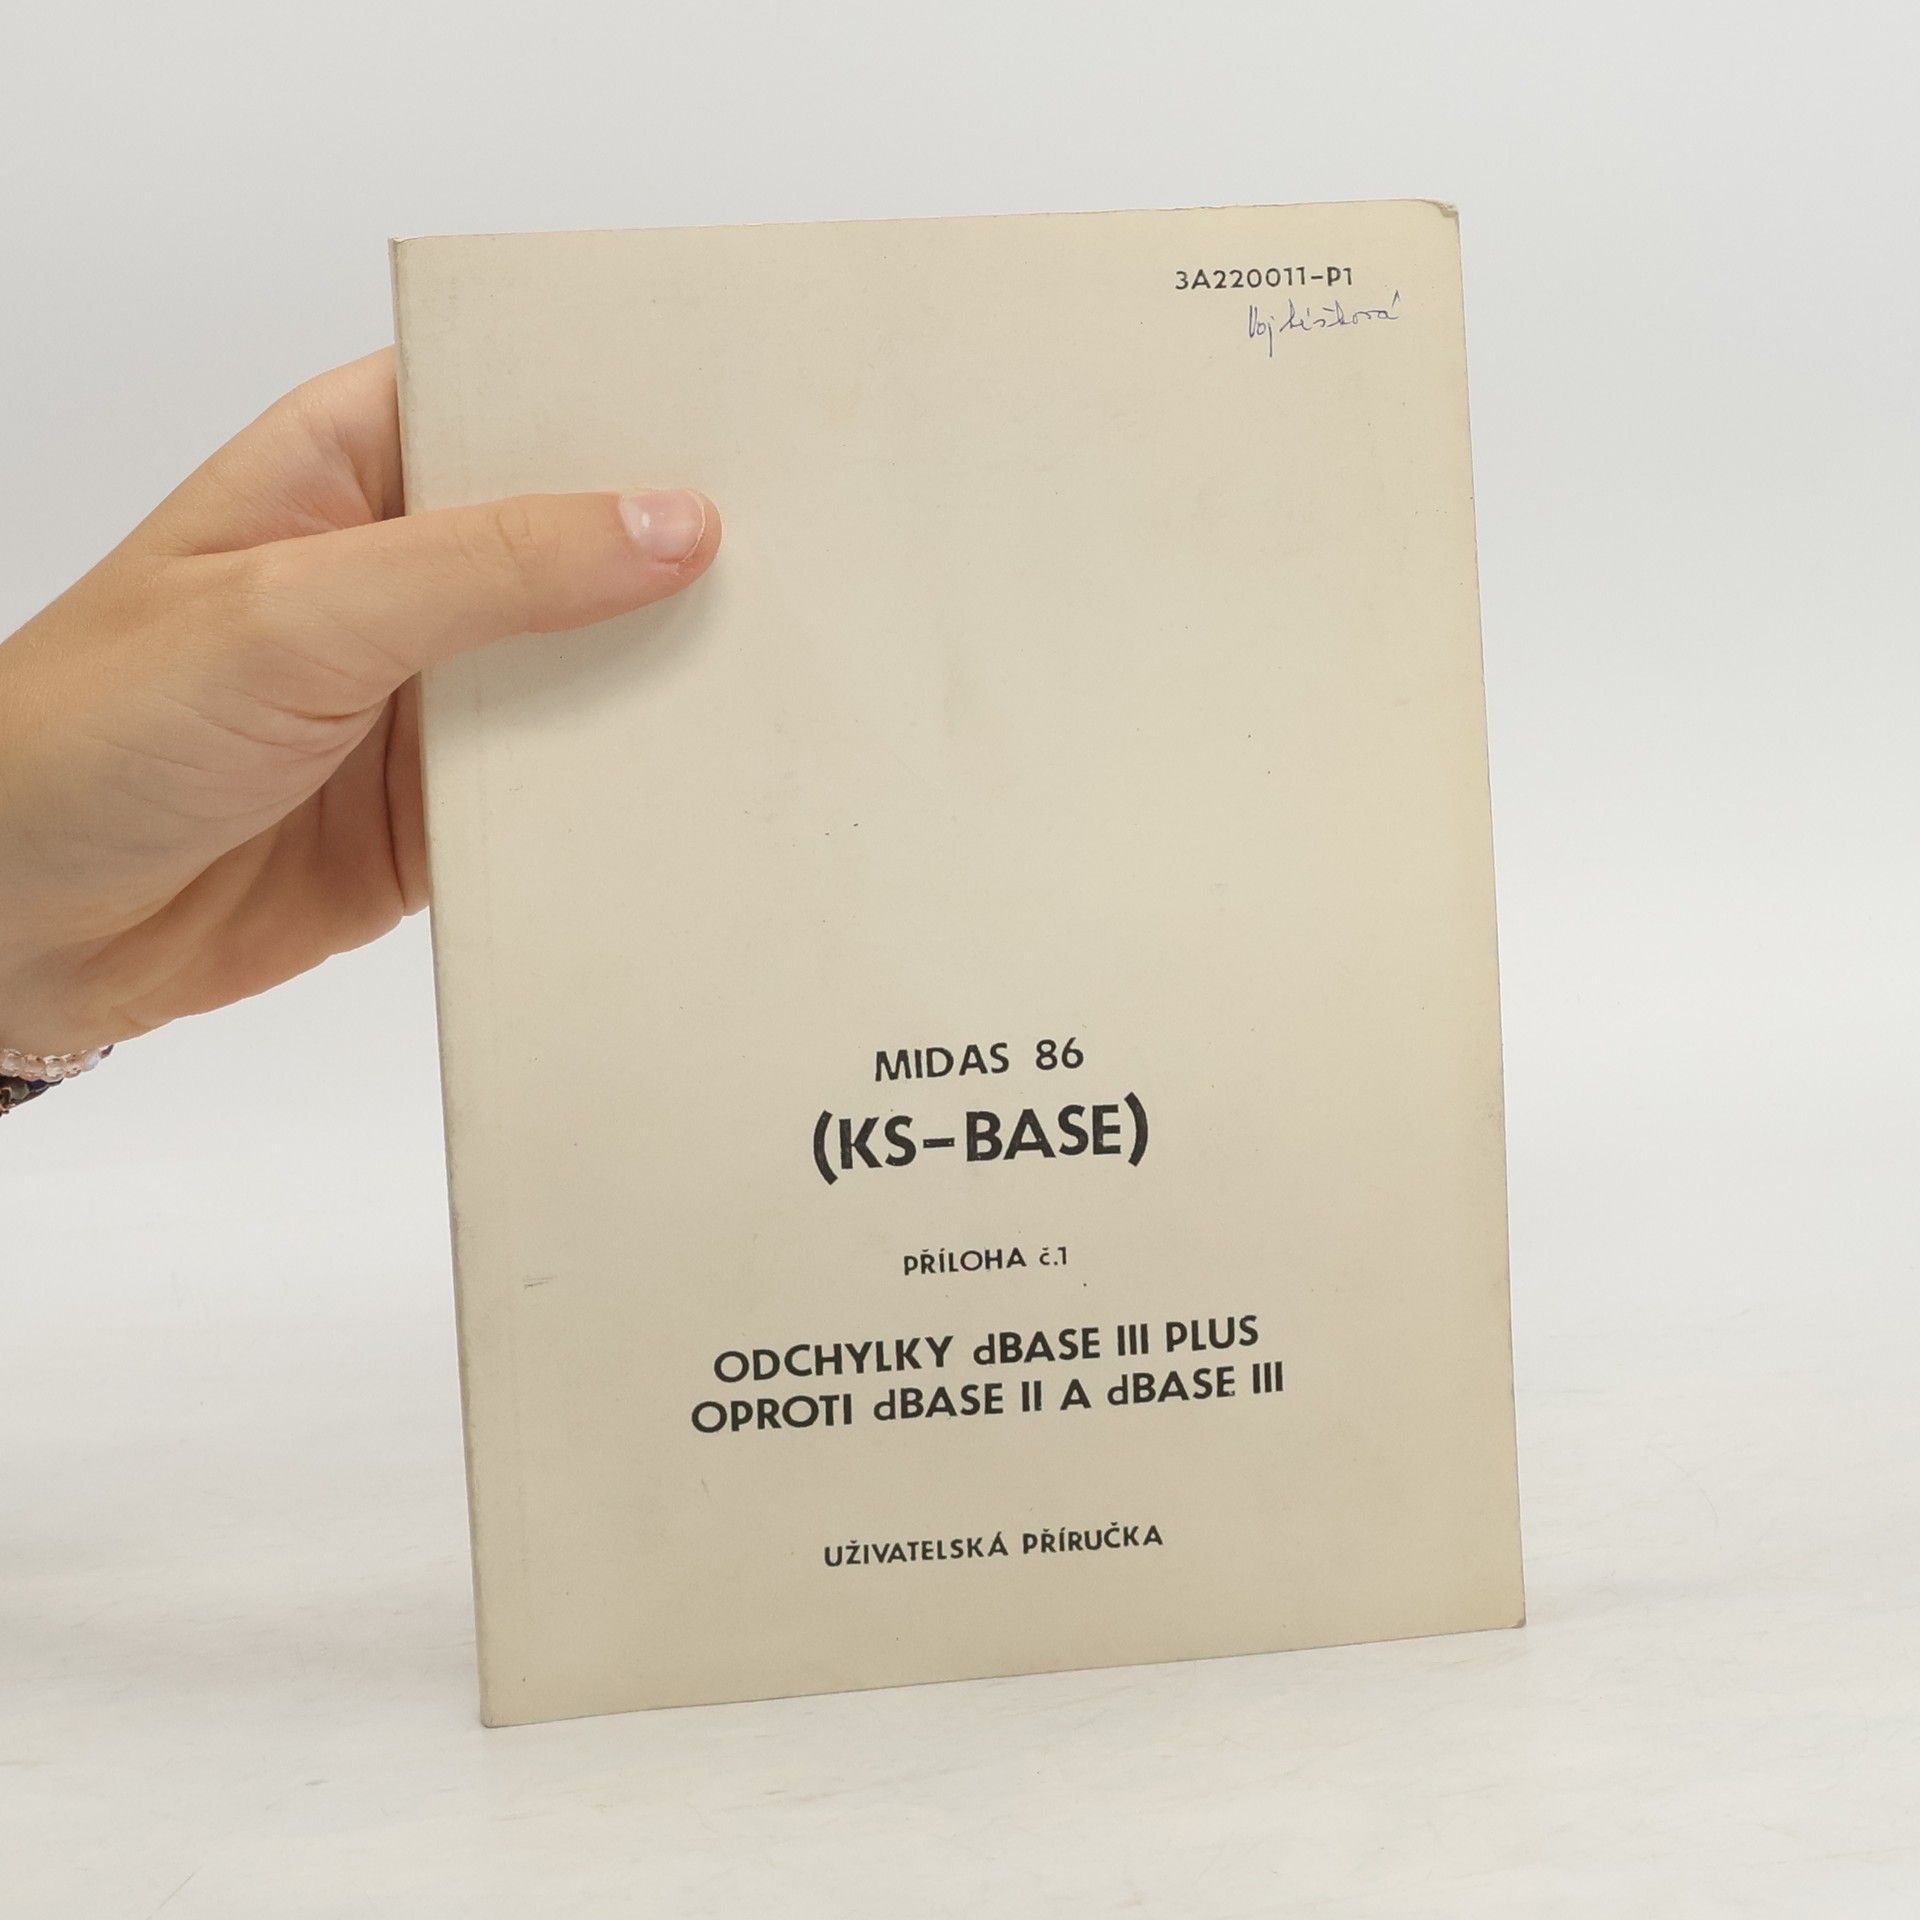 3A220011-P1
Vojtíšková
MIDAS 86
(KS-BASE)
PŘÍLOHA č.1
ODCHYLKY dBASE III PLUS
OPROTI dBASE II A dBASE III
UŽIVATELSKÁ PŘÍRUČKA